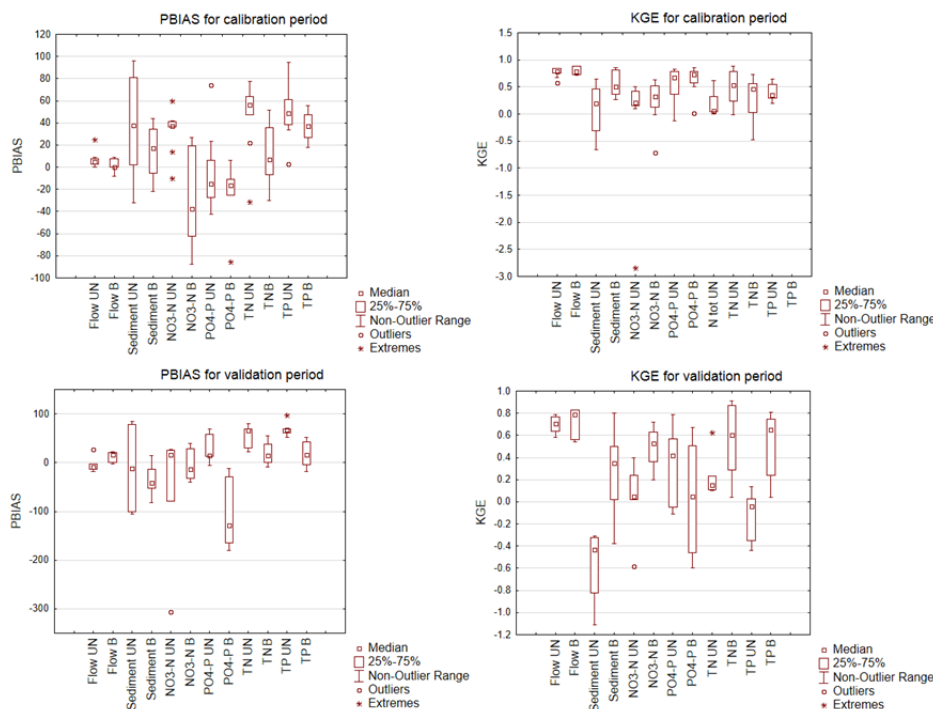 PBIAS for calibration period
120
100
80
60
40
20
0
-20
-40
-60
-80
-100
PBIAS
Flow UN
Flow B
Sediment UN
Sediment B
NO3-N UN
NO3-N B
PO4-P UN
PO4-P B
TN UN
TN B
TP UN
TP B
Median
25%-75%
Non-Outlier Range
Outliers
Extremes
KGE for calibration period
1.5
1.0
0.5
0.0
-0.5
-1.0
-1.5
-2.0
-2.5
-3.0
KGE
Flow UN
Flow B
Sediment UN
Sediment B
NO3-N UN
NO3-N B
PO4-P UN
PO4-P B
N tot UN
TN UN
TN B
TP UN
TP B
Median
25%-75%
Non-Outlier Range
Outliers
Extremes
PBIAS for validation period
100
0
-100
-200
-300
PBIAS
Flow UN
Flow B
Sediment UN
Sediment B
NO3-N UN
NO3-N B
PO4-P UN
PO4-P B
TN UN
TN B
TP UN
TP B
Median
25%-75%
Non-Outlier Range
Outliers
Extremes
KGE for validation period
1.0
0.8
0.6
0.4
0.2
0.0
-0.2
-0.4
-0.6
-0.8
-1.0
-1.2
KGE
Flow UN
Flow B
Sediment UN
Sediment B
NO3-N UN
NO3-N B
PO4-P UN
PO4-P B
TN UN
TN B
TP UN
TP B
Median
25%-75%
Non-Outlier Range
Outliers
Extremes